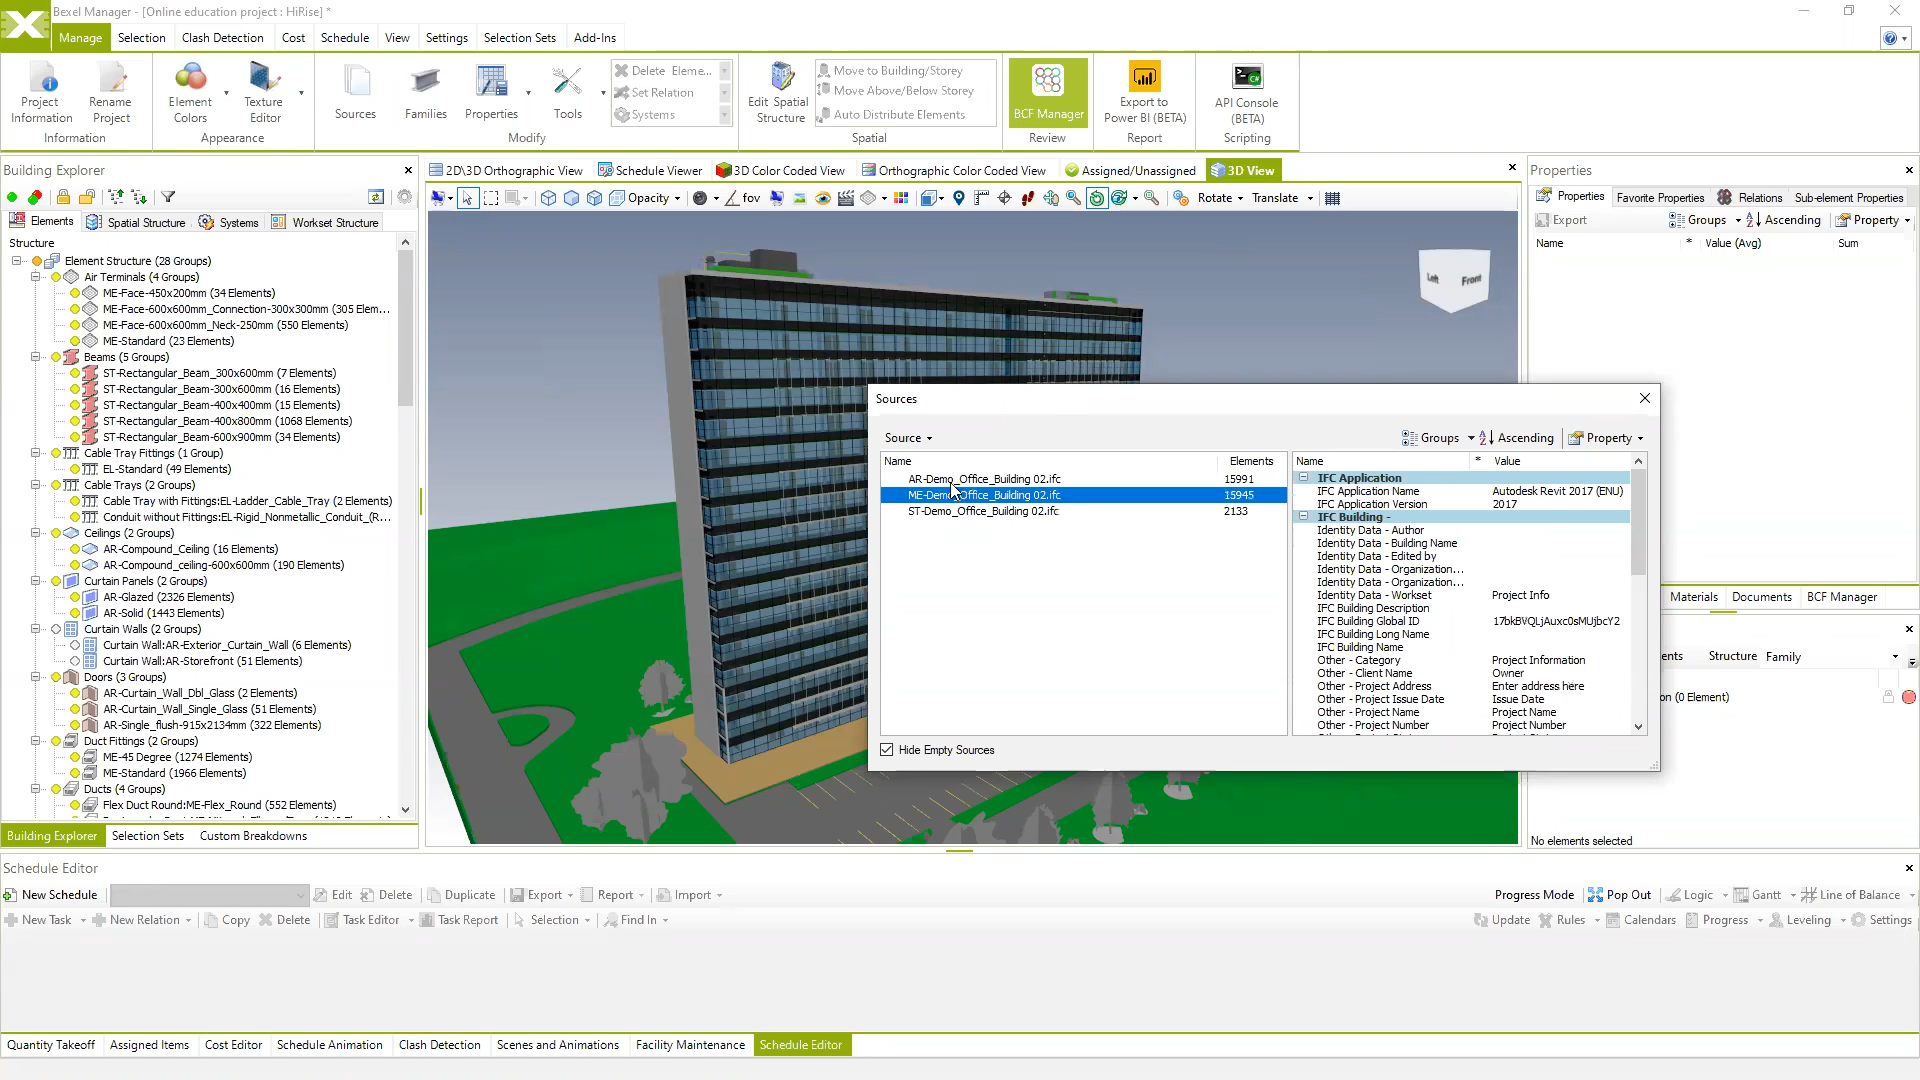 Bexel Manager - [Online education project : HiRise] *
Manage Selection Clash Detection Cost Schedule View Settings Selection Sets Add-Ins
Project Information
Rename Project
Information
Element Colors
Texture Editor
Appearance
Sources
Families
Properties
Tools
Delete Eleme...
Set Relation
Systems
Modify
Edit Spatial Structure
Move to Building/Storey
Move Above/Below Storey
Auto Distribute Elements
Spatial
BCF Manager
Review
Export to Power BI (BETA)
Report
API Console (BETA)
Scripting
Building Explorer
Elements Spatial Structure Systems Workset Structure
Structure
Element Structure (28 Groups)
Air Terminals (4 Groups)
ME-Face-450x200mm (34 Elements)
ME-Face-600x600mm_Connection-300x300mm (305 Elem...
ME-Face-600x600mm_Neck-250mm (550 Elements)
ME-Standard (23 Elements)
Beams (5 Groups)
ST-Rectangular_Beam_300x600mm (7 Elements)
ST-Rectangular_Beam-300x600mm (16 Elements)
ST-Rectangular_Beam-400x400mm (15 Elements)
ST-Rectangular_Beam-400x800mm (1068 Elements)
ST-Rectangular_Beam-600x900mm (34 Elements)
Cable Tray Fittings (1 Group)
EL-Standard (49 Elements)
Cable Trays (2 Groups)
Cable Tray with Fittings:EL-Ladder_Cable_Tray (2 Elements)
Conduit without Fittings:EL-Rigid_Nonmetallic_Conduit_(R...
Ceilings (2 Groups)
AR-Compound_Ceiling (16 Elements)
AR-Compound_ceiling-600x600mm (190 Elements)
Curtain Panels (2 Groups)
AR-Glazed (2326 Elements)
AR-Solid (1443 Elements)
Curtain Walls (2 Groups)
Curtain Wall:AR-Exterior_Curtain_Wall (6 Elements)
Curtain Wall:AR-Storefront (51 Elements)
Doors (3 Groups)
AR-Curtain_Wall_Dbl_Glass (2 Elements)
AR-Curtain_Wall_Single_Glass (51 Elements)
AR-Single_flush-915x2134mm (322 Elements)
Duct Fittings (2 Groups)
ME-45 Degree (1274 Elements)
ME-Standard (1966 Elements)
Ducts (4 Groups)
Flex Duct Round:ME-Flex_Round (552 Elements)
Building Explorer Selection Sets Custom Breakdowns
2D\3D Orthographic View Schedule Viewer 3D Color Coded View Orthographic Color Coded View Assigned/Unassigned 3D View
Opacity fov Rotate Translate
Left Front
Sources
Source
Groups Ascending Property
Name Elements
AR-Demo_Office_Building 02.ifc 15991
ME-Demo_Office_Building 02.ifc 15945
ST-Demo_Office_Building 02.ifc 2133
Hide Empty Sources
Name * Value
IFC Application
IFC Application Name Autodesk Revit 2017 (ENU)
IFC Application Version 2017
IFC Building -
Identity Data - Author
Identity Data - Building Name
Identity Data - Edited by
Identity Data - Organization...
Identity Data - Organization...
Identity Data - Workset Project Info
IFC Building Description
IFC Building Global ID 17bkBVQLjAuxc0sMUjbcY2
IFC Building Long Name
IFC Building Name
Other - Category Project Information
Other - Client Name Owner
Other - Project Address Enter address here
Other - Project Issue Date Issue Date
Other - Project Name Project Name
Other - Project Number Project Number
Properties
Properties Favorite Properties Relations Sub-element Properties
Export Groups Ascending Property
Name * Value (Avg) Sum
Materials Documents BCF Manager
ents Structure Family
on (0 Element)
No elements selected
Schedule Editor
New Schedule Edit Delete Duplicate Export Report Import
Progress Mode Pop Out Logic Gantt Line of Balance
New Task New Relation Copy Delete Task Editor Task Report Selection Find In
Update Rules Calendars Progress Leveling Settings
Quantity Takeoff Assigned Items Cost Editor Schedule Animation Clash Detection Scenes and Animations Facility Maintenance Schedule Editor